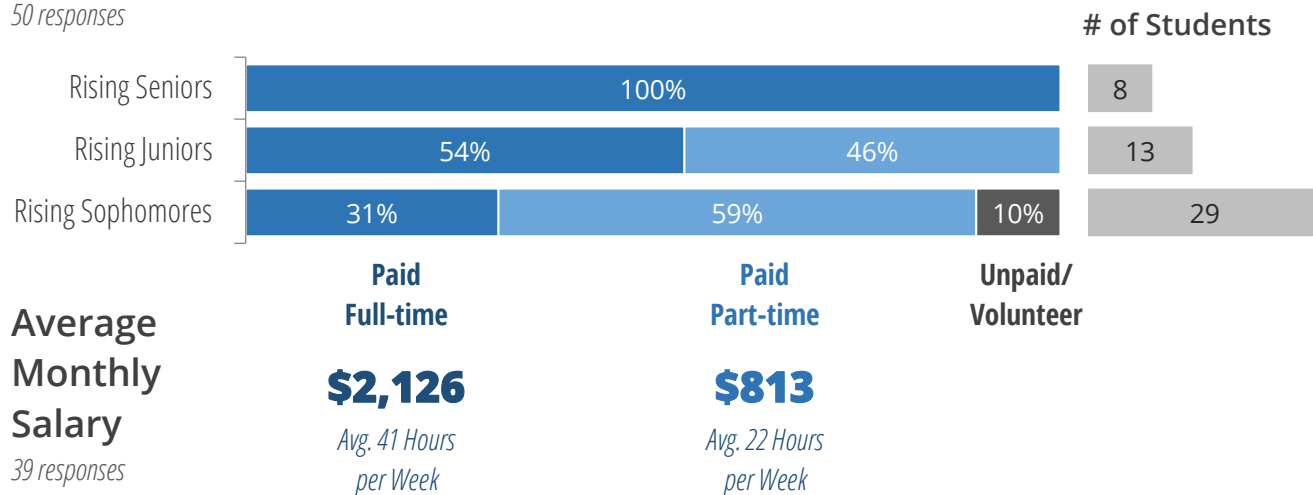 50 responses
# of Students
Rising Seniors
100%
8
Rising Juniors
54%
46%
13
Rising Sophomores
31%
59%
10%
29
Paid
Full-time
Paid
Part-time
Unpaid/
Volunteer
Average
Monthly
Salary
39 responses
$2,126
Avg. 41 Hours
per Week
$813
Avg. 22 Hours
per Week